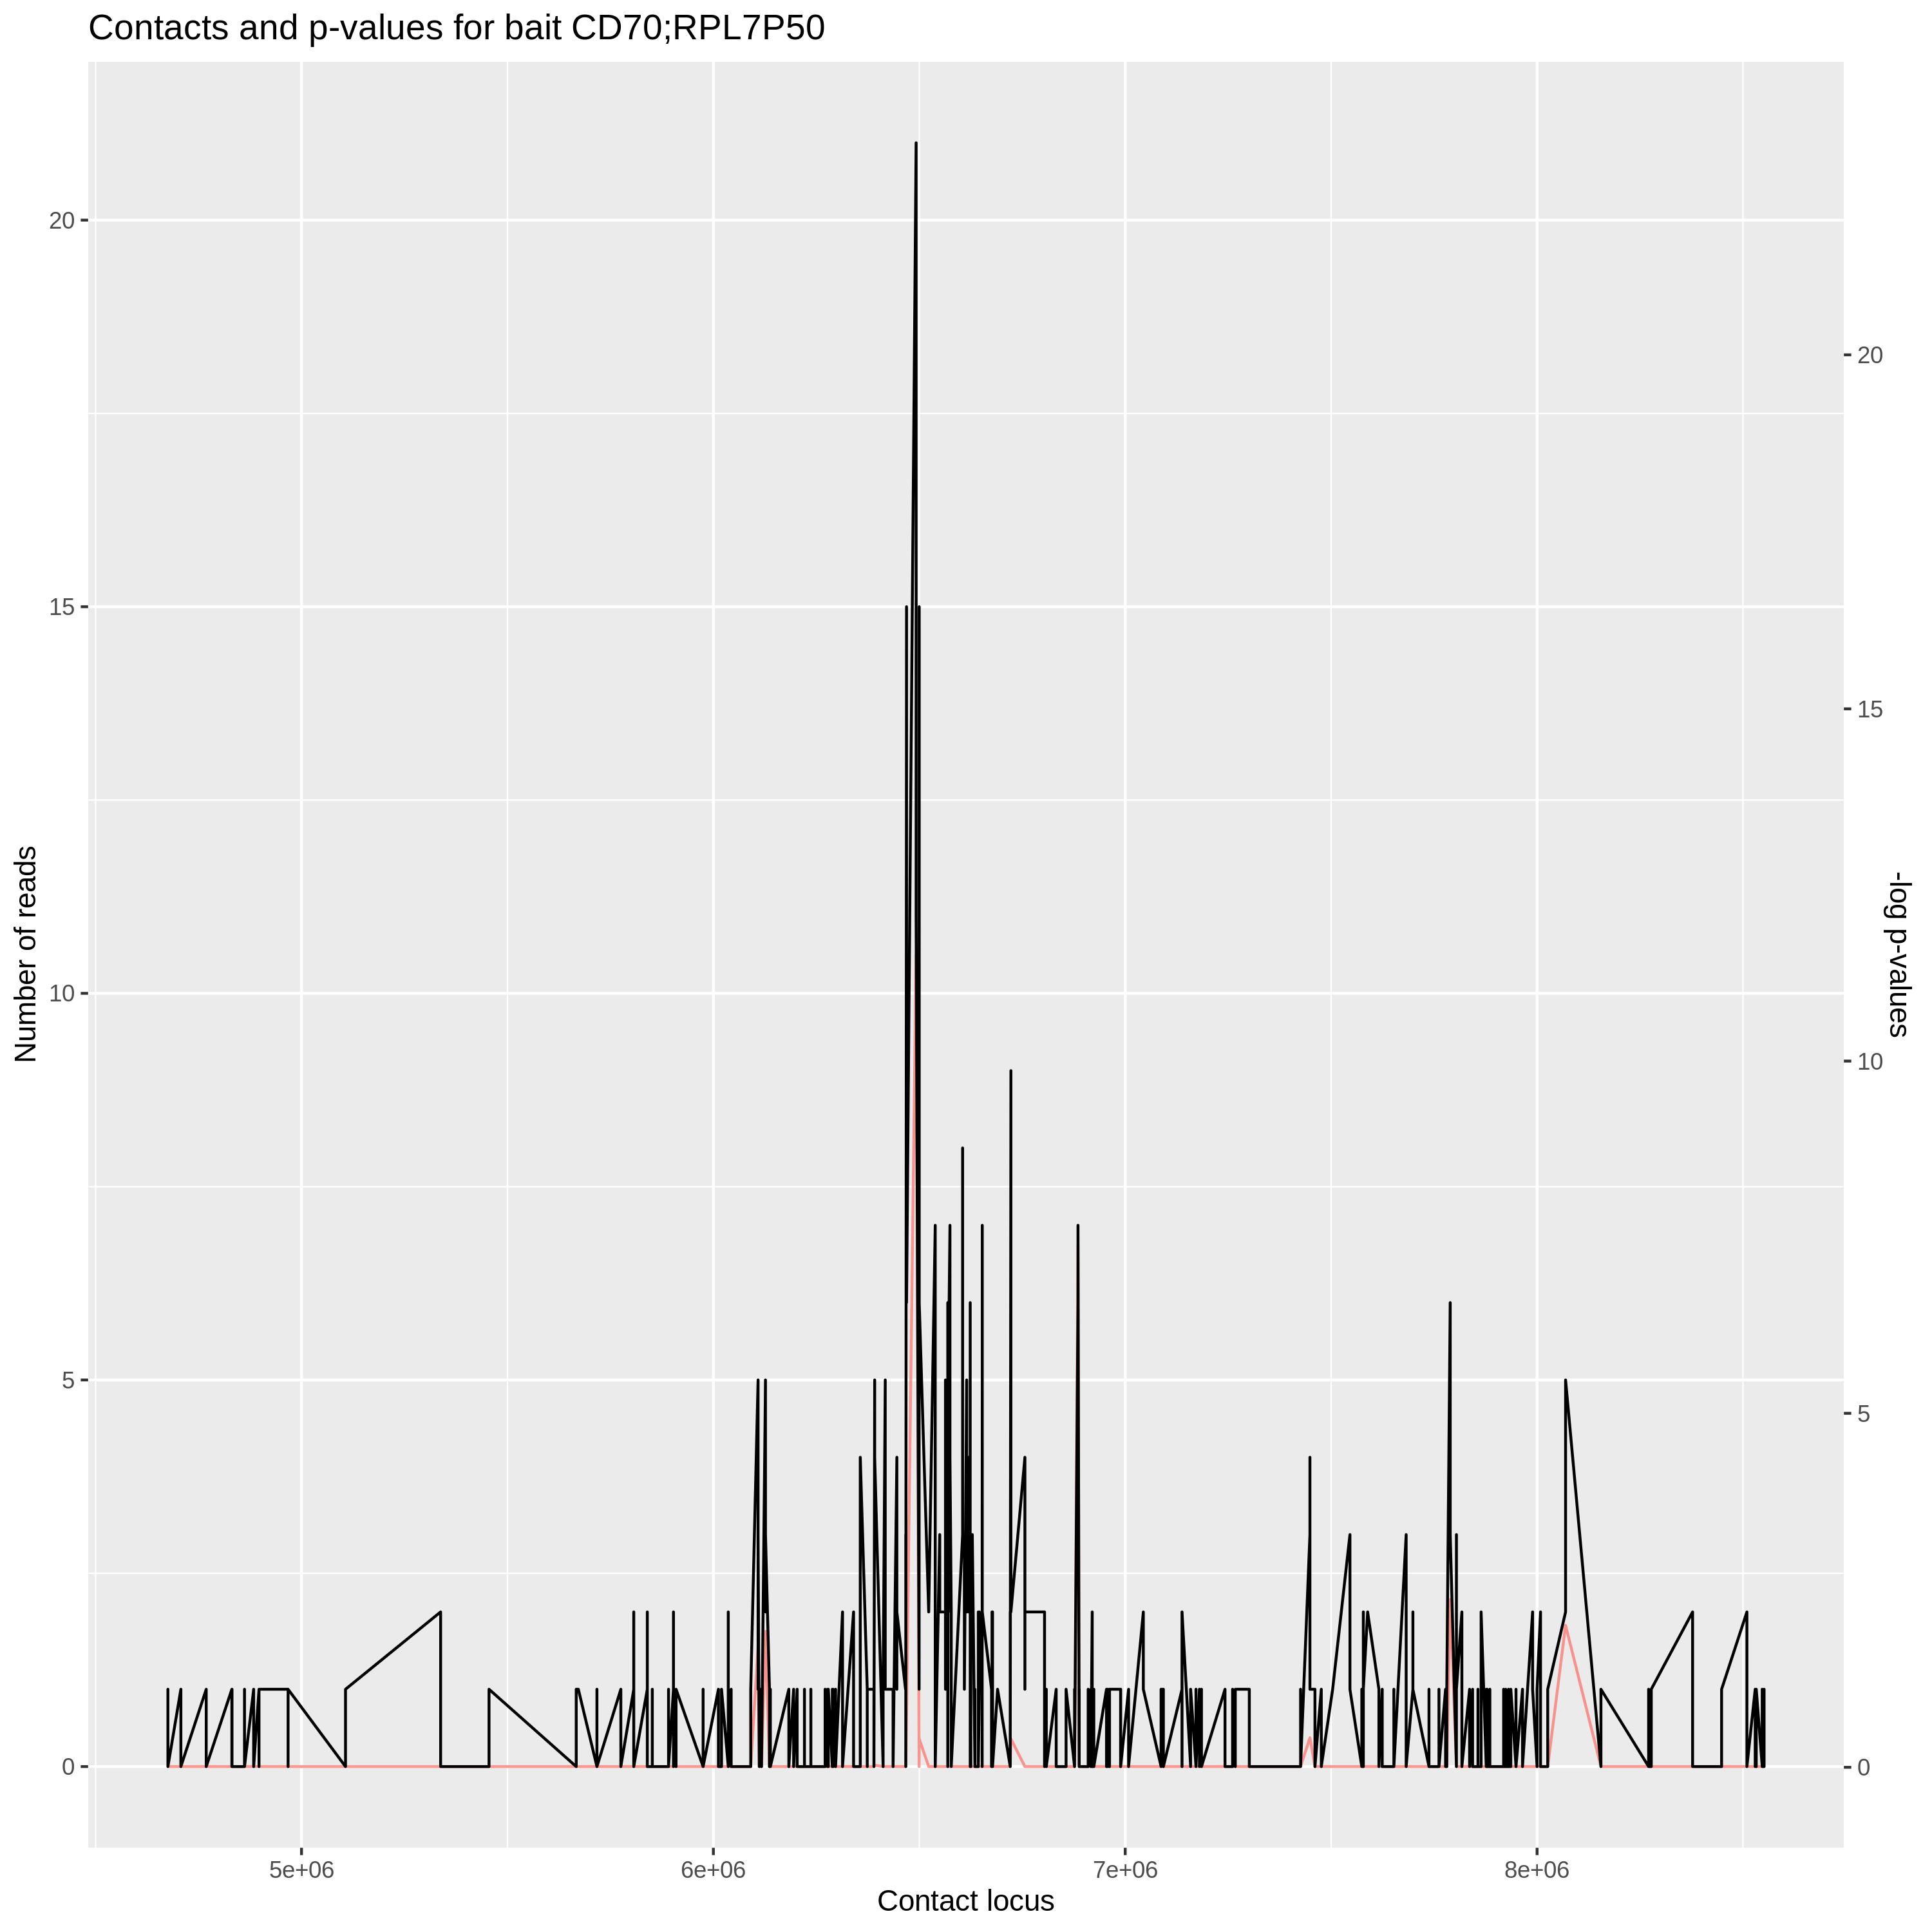 Contacts and p-values for bait CD70;RPL7P50
20
15
10
5
0
Number of reads
20
15
10
5
0
-log p-values
5e+06
6e+06
7e+06
8e+06
Contact locus